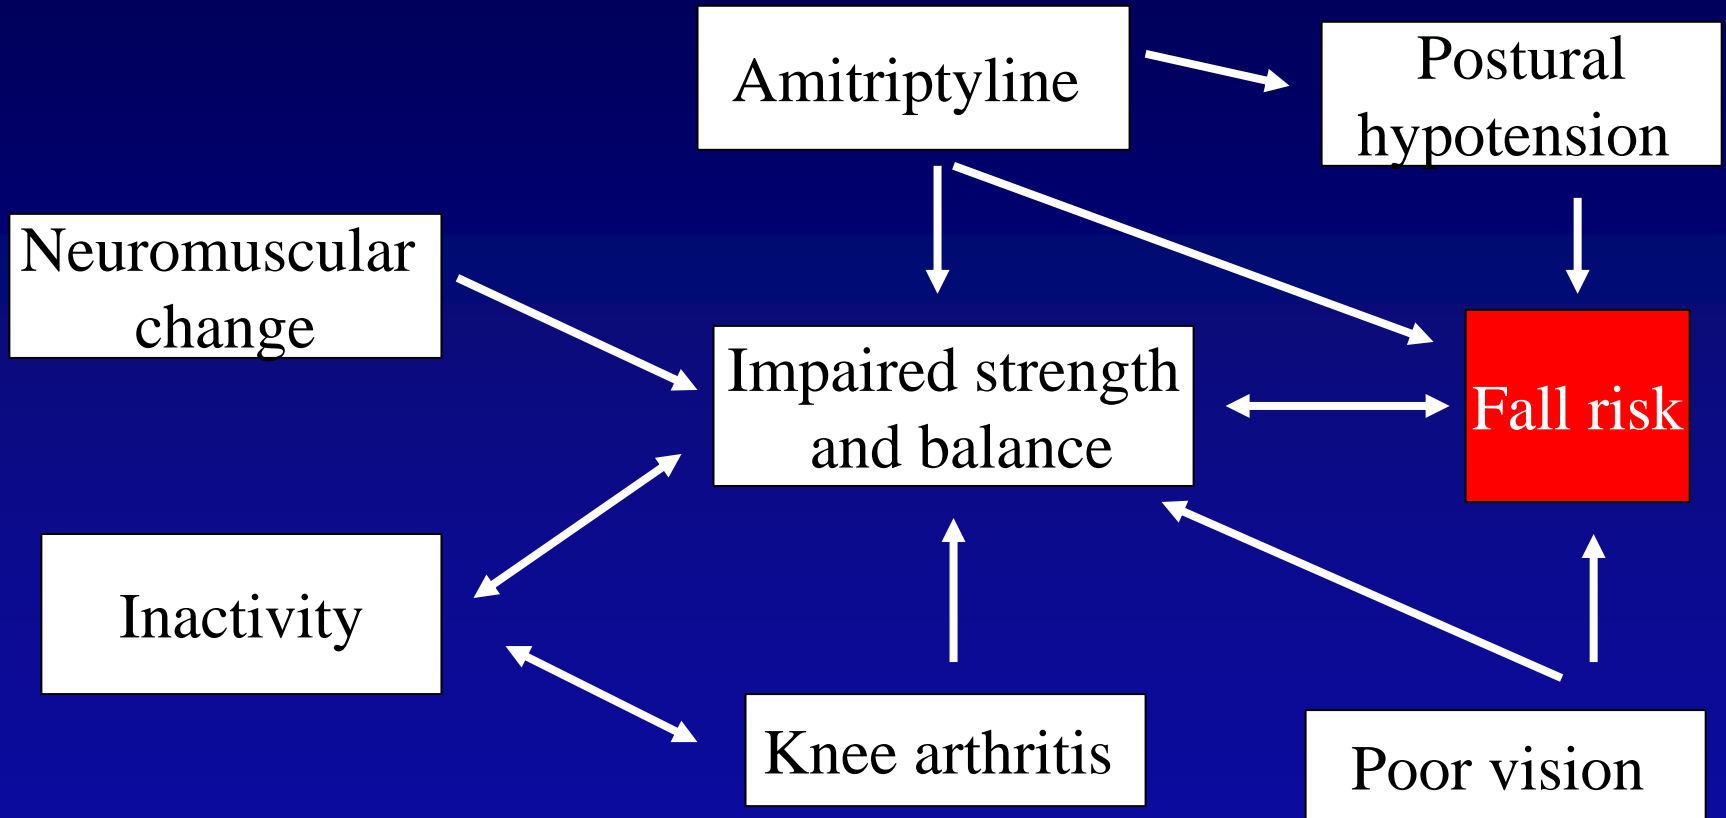 Amitriptyline
Postural
hypotension
Neuromuscular
change
Impaired strength
and balance
Fall risk
Inactivity
Knee arthritis
Poor vision